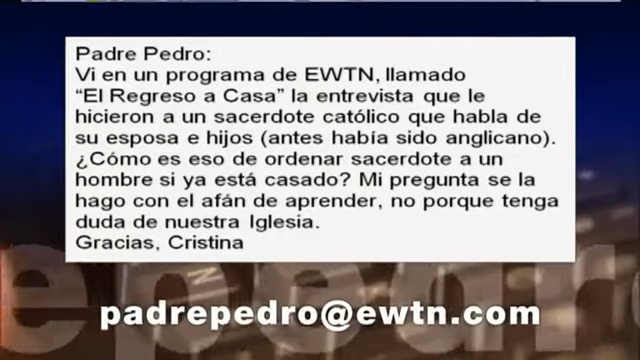 Padre Pedro:
Vi en un programa de EWTN, llamado
“El Regreso a Casa” la entrevista que le
hicieron a un sacerdote católico que habla de
su esposa e hijos (antes había sido anglicano).
¿Cómo es eso de ordenar sacerdote a un
hombre si ya está casado? Mi pregunta se la
hago con el afán de aprender, no porque tenga
duda de nuestra Iglesia.
Gracias, Cristina
padrepedro@ewtn.com